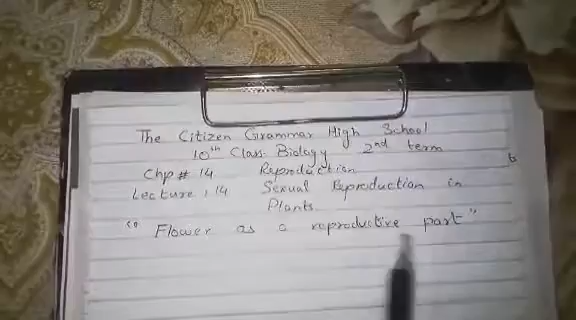 The Citizen Grammar High School
10th Class Biology 2nd term
Chp # 14 Reproduction
Lecture : 14 Sexual Reproduction in
Plants
"Flower as a reproductive part"